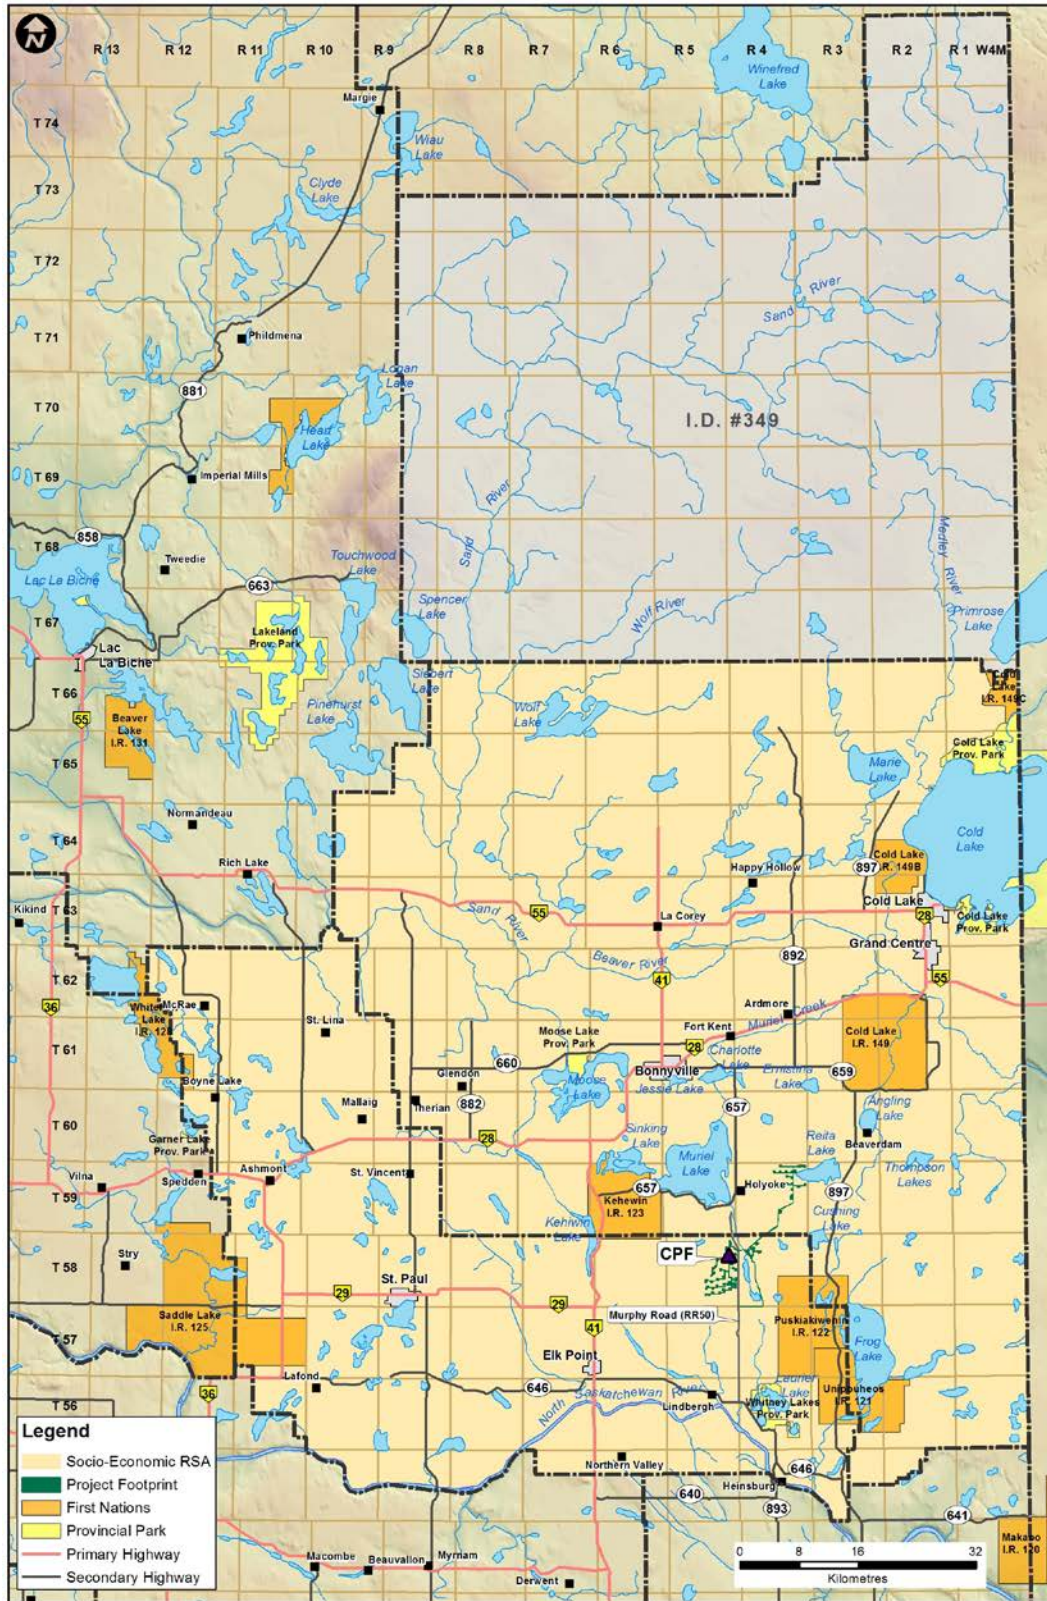 N
R 13
R 12
R 11
R 10
R 9
R 8
R 7
R 6
R 5
R 4
R 3
R 2
R 1 W4M
Winefred
Lake
Margie
T 74
Wiau
Lake
T 73
Clyde
Lake
T 72
Sand River
T 71
Philomena
Logan
Lake
881
T 70
I.D. #349
Heart
Lake
T 69
Imperial Mills
Sand River
Medley River
858
T 68
Tweedie
Touchwood
Lake
Lac La Biche
663
Spencer
Lake
Wolf River
Primrose
Lake
T 67
Lakeland
Prov. Park
Lac
La Biche
T 66
Siebert
Lake
Cold
Lake
I.R. 149C
Pinehurst
Lake
Wolf
Lake
55
Beaver
Lake
I.R. 131
Cold Lake
Prov. Park
T 65
Marie
Lake
Normandeau
T 64
Cold
Lake
Rich Lake
Happy Hollow
897
Cold Lake
I.R. 149B
Cold Lake
Kikind
T 63
Sand River
55
La Corey
28
Cold Lake
Prov. Park
Grand Centre
892
Beaver River
T 62
41
55
36
McRae
Ardmore
Muriel Creek
St. Lina
Fort Kent
Moose Lake
Prov. Park
Cold Lake
I.R. 149
T 61
28
Charlotte
Lake
660
Bonnyville
Ernestina
Lake
659
Glendon
Moose
Lake
Jessie Lake
Boyne Lake
882
Therian
657
Angling
Lake
Mallaig
T 60
Sinking
Lake
Reita
Lake
Beaverdam
Garner Lake
Prov. Park
28
Muriel
Lake
Thompson
Lakes
Vilna
Spedden
Ashmont
St. Vincent
657
Holyoke
897
T 59
Kehewin
I.R. 123
Cushing
Lake
Kehiwin
Lake
Stry
T 58
CPF
St. Paul
29
29
Murphy Road (RR50)
Saddle Lake
I.R. 125
41
Puskiakiwenin
I.R. 122
T 57
Frog
Lake
Elk Point
Lafond
36
646
Laurier
Lake
North Saskatchewan River
Lindbergh
Unipouheos
I.R. 121
Whitney Lakes
Prov. Park
T 56
Northern Valley
646
Heinsburg
640
893
641
Makaoo
I.R. 120
Macombe
Beauvallon
Myrnam
Derwent
Legend
Socio-Economic RSA
Project Footprint
First Nations
Provincial Park
Primary Highway
Secondary Highway
0 8 16 32
Kilometres